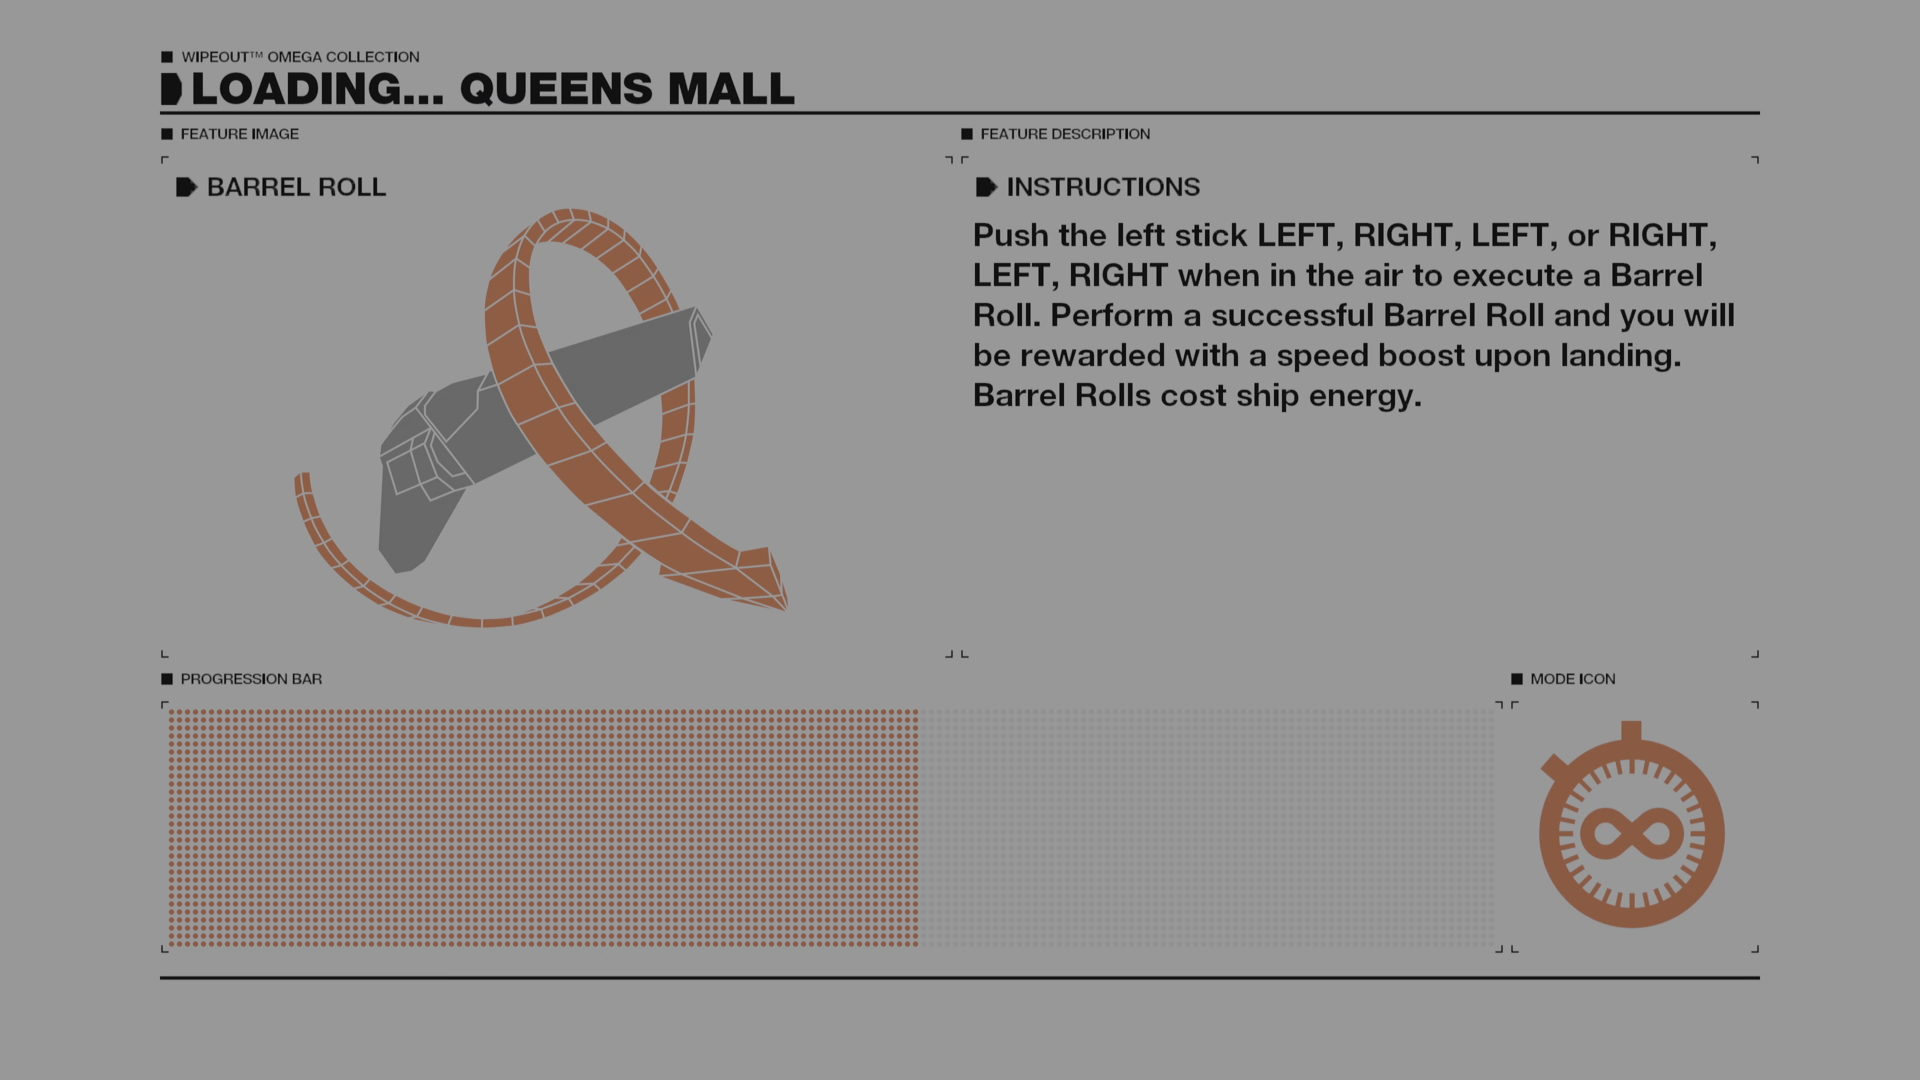 WIPEOUT™ OMEGA COLLECTION
LOADING... QUEENS MALL
FEATURE IMAGE
BARREL ROLL
FEATURE DESCRIPTION
INSTRUCTIONS
Push the left stick LEFT, RIGHT, LEFT, or RIGHT,
LEFT, RIGHT when in the air to execute a Barrel
Roll. Perform a successful Barrel Roll and you will
be rewarded with a speed boost upon landing.
Barrel Rolls cost ship energy.
PROGRESSION BAR
MODE ICON